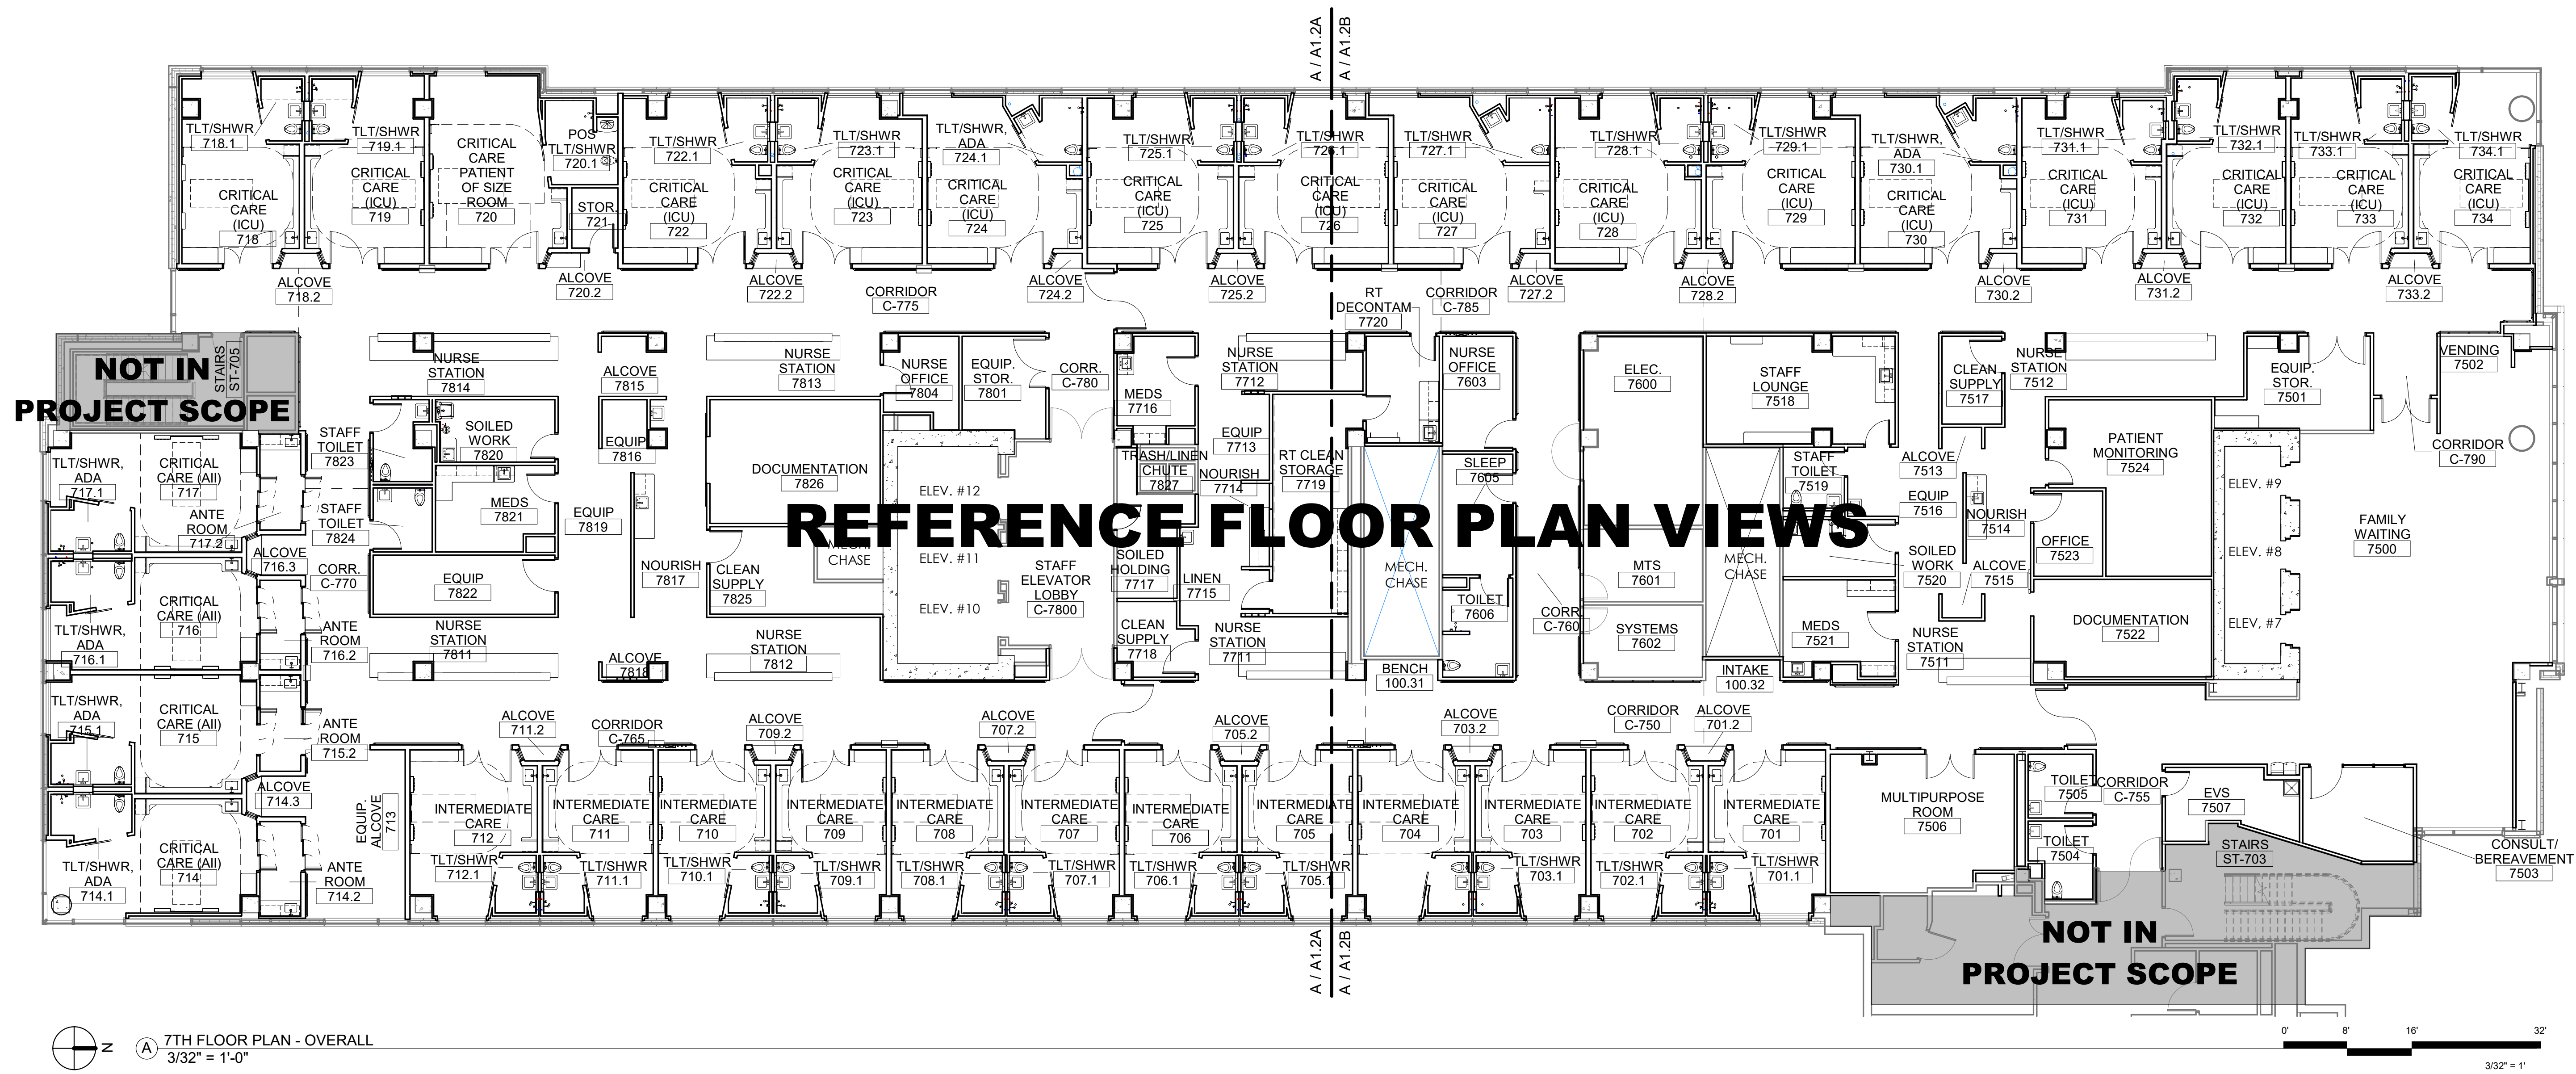 A / A1.2A
A / A1.2B
TLT/SHWR
718.1
CRITICAL
CARE
(ICU)
718
TLT/SHWR
719.1
CRITICAL
CARE
(ICU)
719
CRITICAL
CARE
PATIENT
OF SIZE
ROOM
720
POS
TLT/SHWR
720.1
STOR.
721
TLT/SHWR
722.1
CRITICAL
CARE
(ICU)
722
TLT/SHWR
723.1
CRITICAL
CARE
(ICU)
723
TLT/SHWR,
ADA
724.1
CRITICAL
CARE
(ICU)
724
TLT/SHWR
725.1
CRITICAL
CARE
(ICU)
725
TLT/SHWR
726.1
CRITICAL
CARE
(ICU)
726
TLT/SHWR
727.1
CRITICAL
CARE
(ICU)
727
TLT/SHWR
728.1
CRITICAL
CARE
(ICU)
728
TLT/SHWR
729.1
CRITICAL
CARE
(ICU)
729
TLT/SHWR,
ADA
730.1
CRITICAL
CARE
(ICU)
730
TLT/SHWR
731.1
CRITICAL
CARE
(ICU)
731
TLT/SHWR
732.1
CRITICAL
CARE
(ICU)
732
TLT/SHWR
733.1
CRITICAL
CARE
(ICU)
733
TLT/SHWR
734.1
CRITICAL
CARE
(ICU)
734
ALCOVE
718.2
ALCOVE
720.2
ALCOVE
722.2
CORRIDOR
C-775
ALCOVE
724.2
ALCOVE
725.2
RT
DECONTAM
7720
CORRIDOR
C-785
ALCOVE
727.2
ALCOVE
728.2
ALCOVE
730.2
ALCOVE
731.2
ALCOVE
733.2
NOT IN
PROJECT SCOPE
STAIRS
ST-705
NURSE
STATION
7814
ALCOVE
7815
NURSE
STATION
7813
NURSE
OFFICE
7804
EQUIP.
STOR.
7801
CORR.
C-780
MEDS
7716
NURSE
STATION
7712
NURSE
OFFICE
7603
ELEC.
7600
STAFF
LOUNGE
7518
CLEAN
SUPPLY
7517
NURSE
STATION
7512
EQUIP.
STOR.
7501
VENDING
7502
CORRIDOR
C-790
STAFF
TOILET
7823
SOILED
WORK
7820
EQUIP
7816
DOCUMENTATION
7826
ELEV. #12
TRASH/LINEN
CHUTE
7827
EQUIP
7713
NOURISH
7714
RT CLEAN
STORAGE
7719
SLEEP
7605
STAFF
TOILET
7519
ALCOVE
7513
EQUIP
7516
NOURISH
7514
PATIENT
MONITORING
7524
ELEV. #9
TLT/SHWR,
ADA
717.1
CRITICAL
CARE (AII)
717
ANTE
ROOM
717.2
STAFF
TOILET
7824
MEDS
7821
EQUIP
7819
REFERENCE FLOOR PLAN VIEWS
FAMILY
WAITING
7500
ALCOVE
716.3
CORR.
C-770
EQUIP
7822
NOURISH
7817
CLEAN
SUPPLY
7825
MECH.
CHASE
ELEV. #11
ELEV. #10
STAFF
ELEVATOR
LOBBY
C-7800
SOILED
HOLDING
7717
LINEN
7715
MECH.
CHASE
TOILET
7606
CORR.
C-760
MTS
7601
MECH.
CHASE
SOILED
WORK
7520
ALCOVE
7515
OFFICE
7523
ELEV. #8
ELEV, #7
CRITICAL
CARE (AII)
716
TLT/SHWR,
ADA
716.1
ANTE
ROOM
716.2
NURSE
STATION
7811
ALCOVE
7818
NURSE
STATION
7812
CLEAN
SUPPLY
7718
NURSE
STATION
7711
BENCH
100.31
SYSTEMS
7602
INTAKE
100.32
MEDS
7521
NURSE
STATION
7511
DOCUMENTATION
7522
TLT/SHWR,
ADA
715.1
CRITICAL
CARE (AII)
715
ANTE
ROOM
715.2
ALCOVE
711.2
CORRIDOR
C-765
ALCOVE
709.2
ALCOVE
707.2
ALCOVE
705.2
ALCOVE
703.2
CORRIDOR
C-750
ALCOVE
701.2
ALCOVE
714.3
EQUIP.
ALCOVE
713
INTERMEDIATE
CARE
712
INTERMEDIATE
CARE
711
INTERMEDIATE
CARE
710
INTERMEDIATE
CARE
709
INTERMEDIATE
CARE
708
INTERMEDIATE
CARE
707
INTERMEDIATE
CARE
706
INTERMEDIATE
CARE
705
INTERMEDIATE
CARE
704
INTERMEDIATE
CARE
703
INTERMEDIATE
CARE
702
INTERMEDIATE
CARE
701
MULTIPURPOSE
ROOM
7506
TOILET
7505
CORRIDOR
C-755
EVS
7507
TOILET
7504
STAIRS
ST-703
CONSULT/
BEREAVEMENT
7503
TLT/SHWR,
ADA
714.1
CRITICAL
CARE (AII)
714
ANTE
ROOM
714.2
TLT/SHWR
712.1
TLT/SHWR
711.1
TLT/SHWR
710.1
TLT/SHWR
709.1
TLT/SHWR
708.1
TLT/SHWR
707.1
TLT/SHWR
706.1
TLT/SHWR
705.1
TLT/SHWR
703.1
TLT/SHWR
702.1
TLT/SHWR
701.1
NOT IN
PROJECT SCOPE
A / A1.2A
A / A1.2B
N
A
7TH FLOOR PLAN - OVERALL
3/32" = 1'-0"
0' 8' 16' 32'
3/32" = 1'